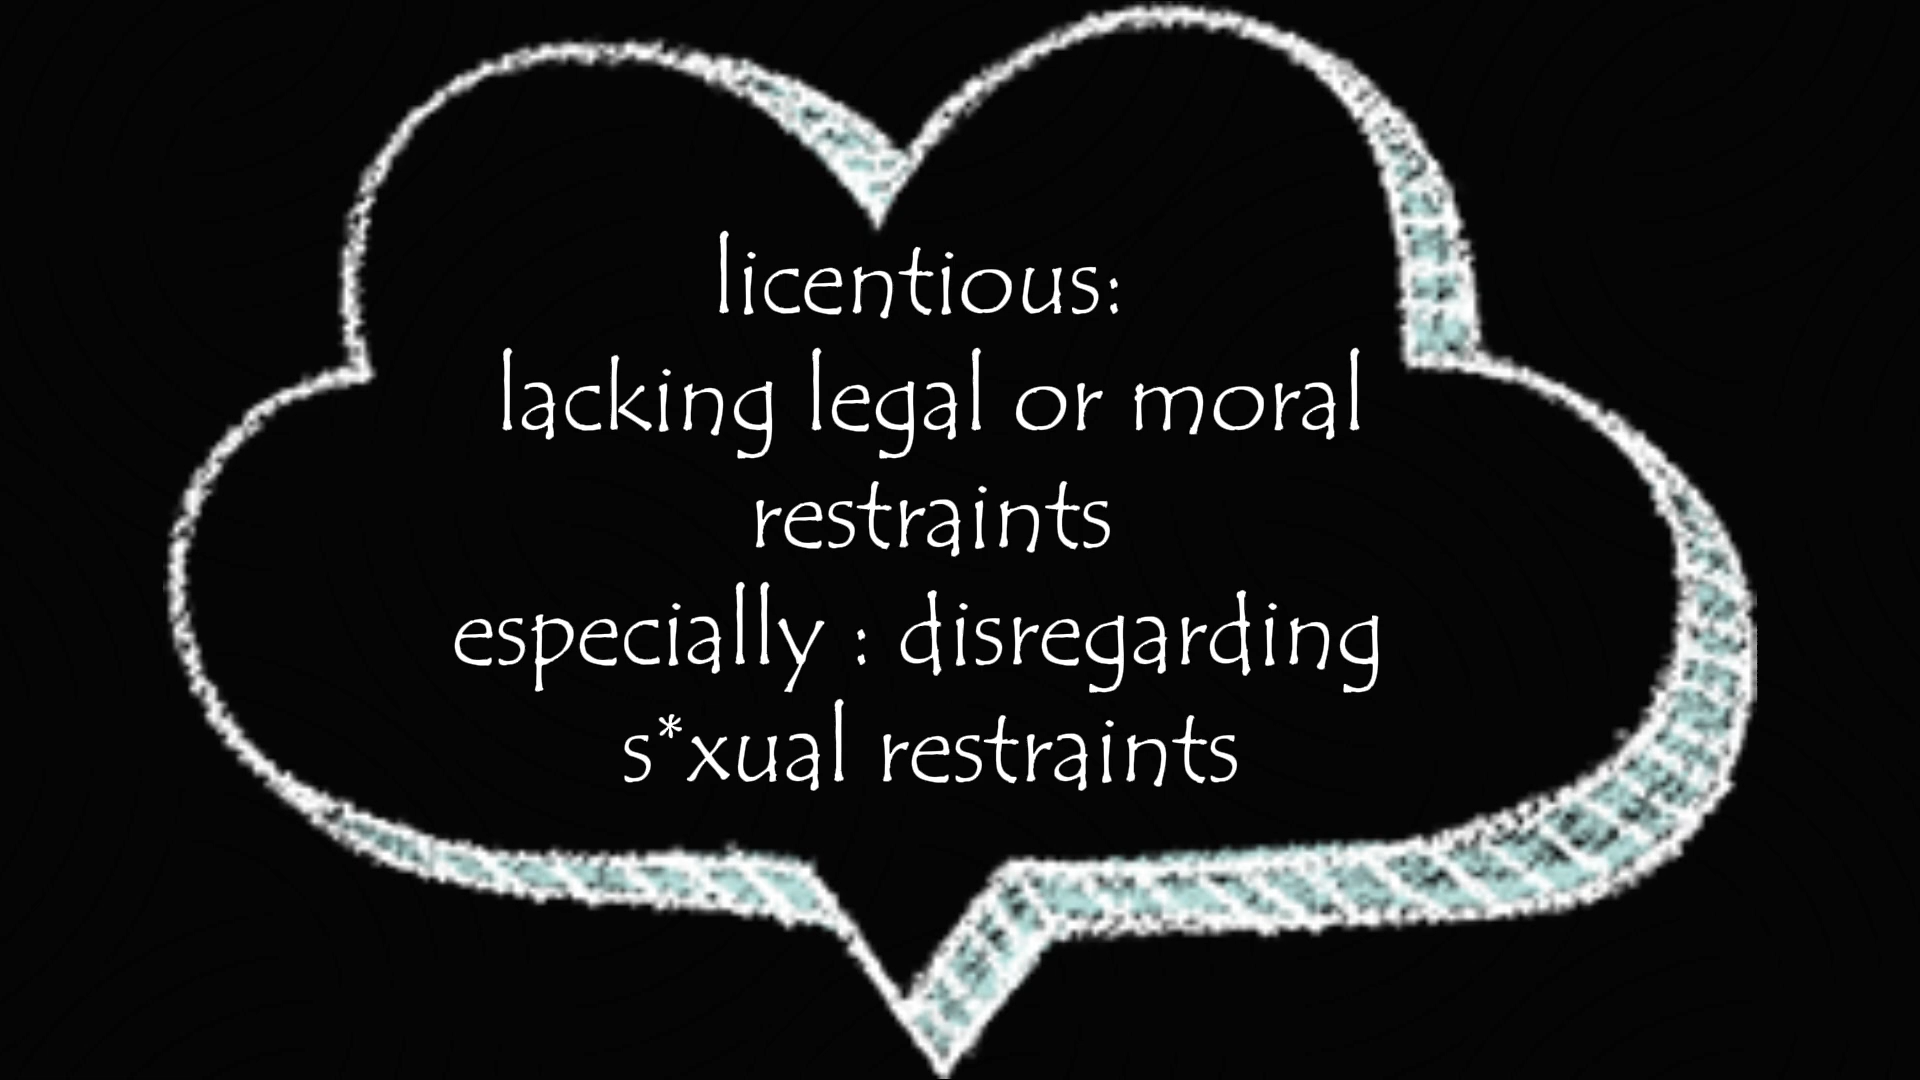 licentious:
lacking legal or moral
restraints
especially : disregarding
s*xual restraints